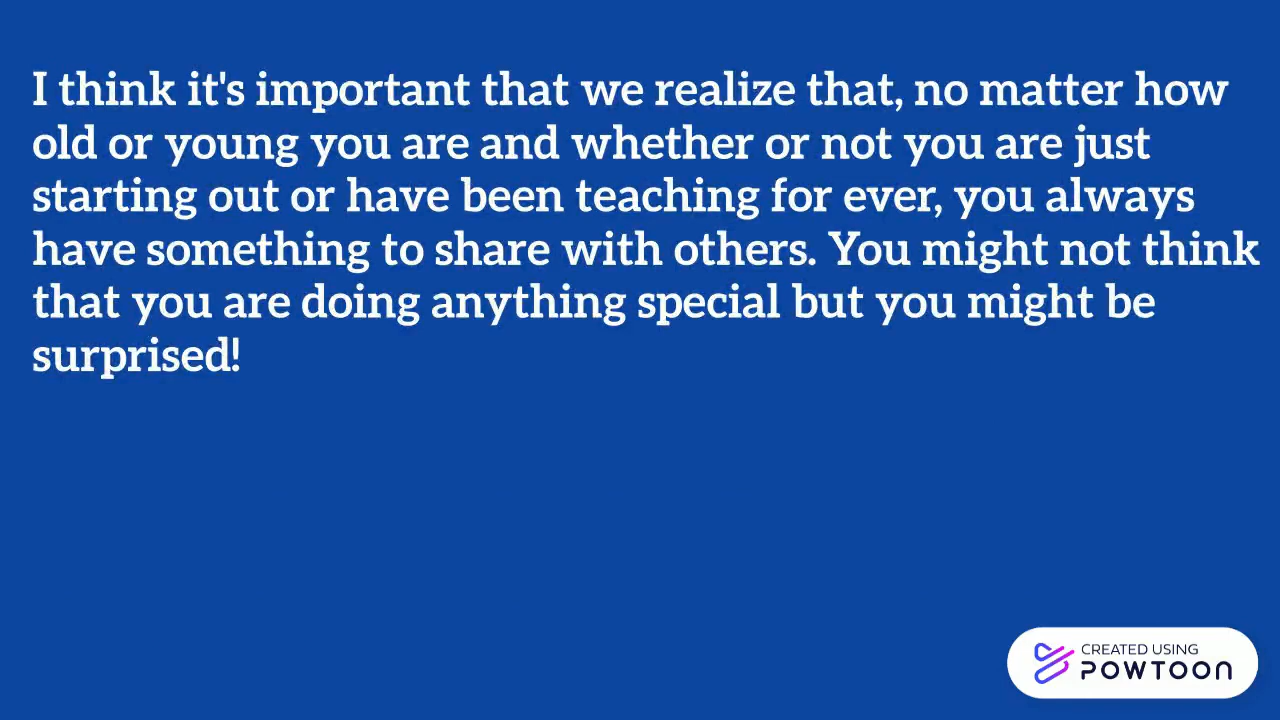 I think it's important that we realize that, no matter how
old or young you are and whether or not you are just
starting out or have been teaching for ever, you always
have something to share with others. You might not think
that you are doing anything special but you might be
surprised!
CREATED USING
POWTOON